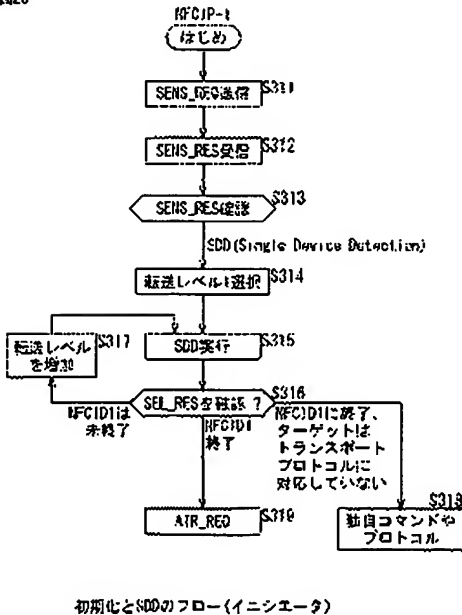 NFCIP-1
はじめ
SENS_REQ送信
S311
SENS_RES受信
S312
SENS_RES確認
S313
SDD(Single Device Detection)
転送レベル1選択
S314
転送レベル
を増加
S317
SDD実行
S315
SEL_RESを確認?
S316
NFCID1は
未終了
NFCID1
終了
NFCID1に終了、
ターゲットは
トランスポート
プロトコルに
対応していない
ATR_REQ
S319
独自コマンドや
プロトコル
S318
初期化とSDDのフロー(イニシエータ)